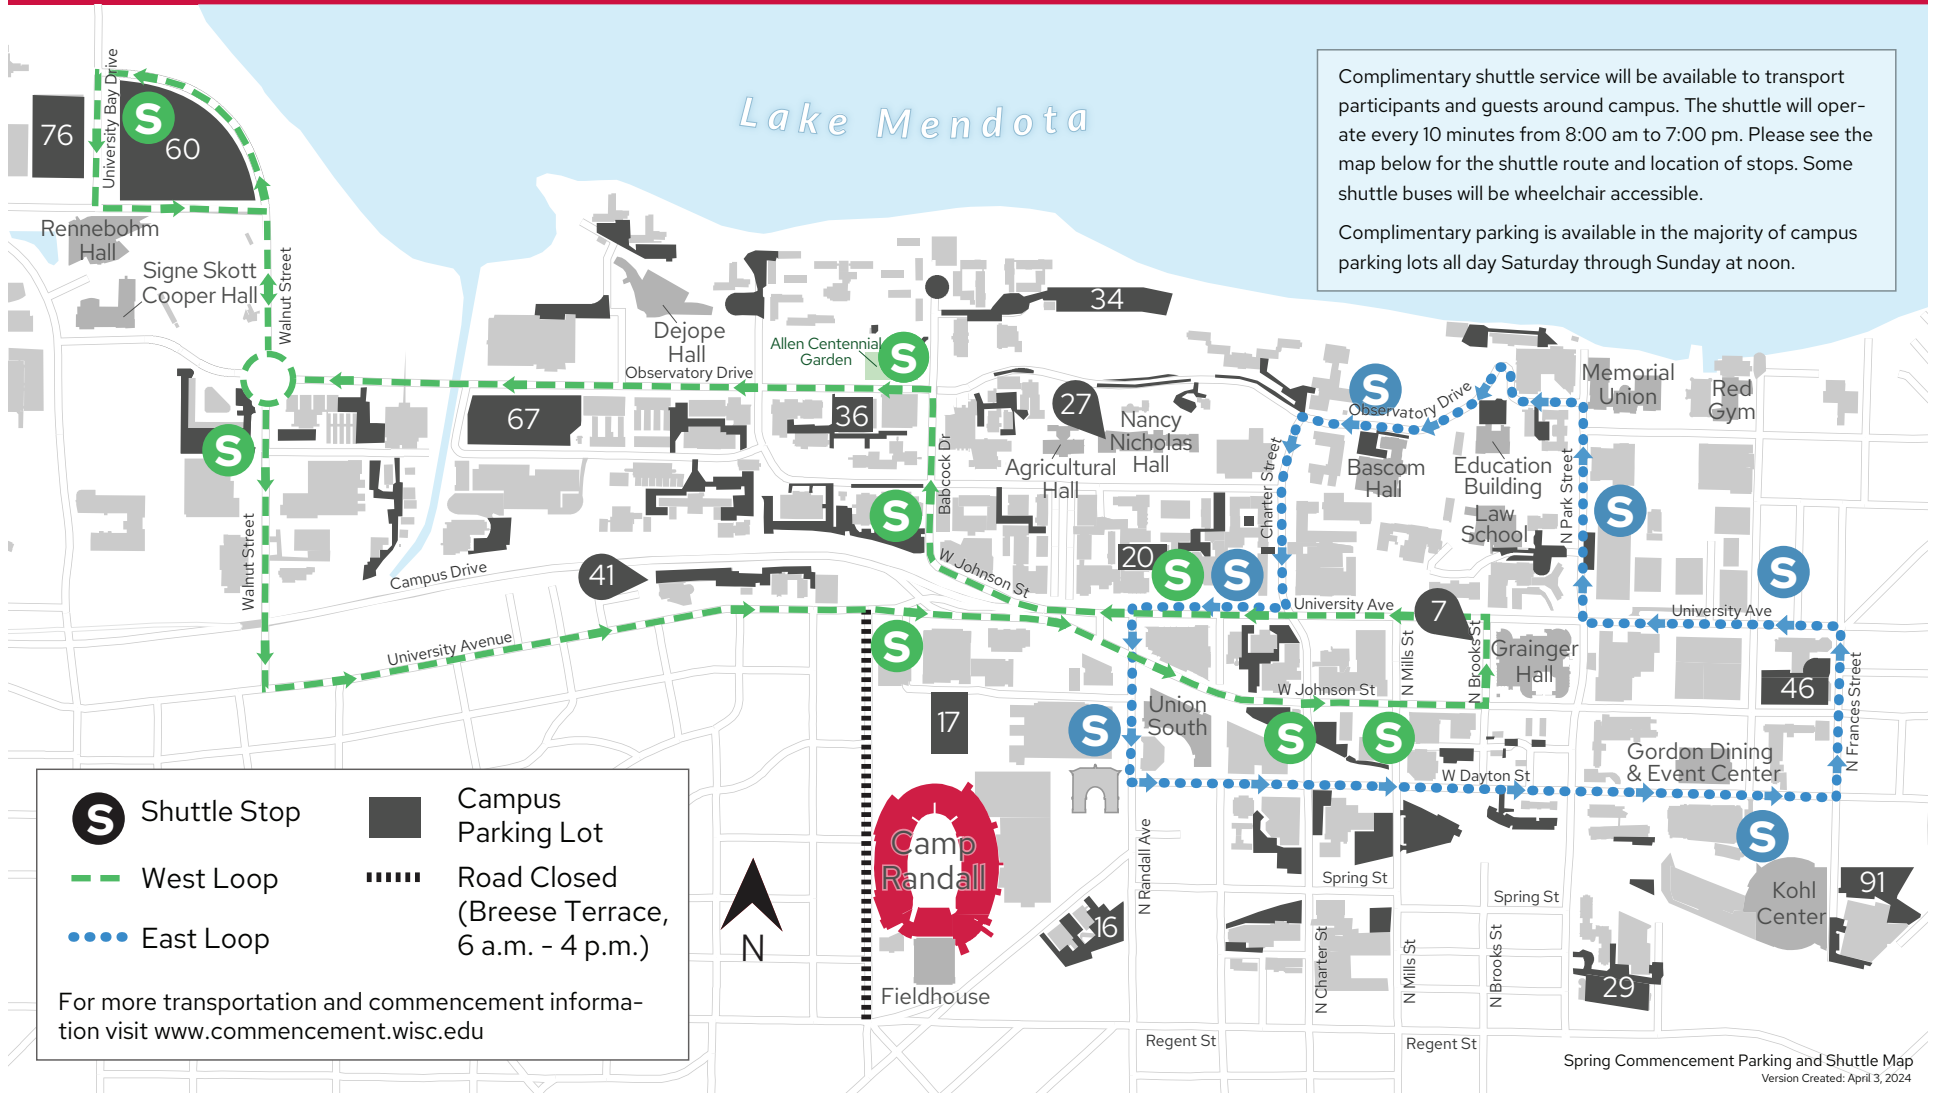 Complimentary shuttle service will be available to transport
participants and guests around campus. The shuttle will oper-
ate every 10 minutes from 8:00 am to 7:00 pm. Please see the
map below for the shuttle route and location of stops. Some
shuttle buses will be wheelchair accessible.
Complimentary parking is available in the majority of campus
parking lots all day Saturday through Sunday at noon.
Lake Mendota
University Bay Drive
76
S
60
Rennebohm
Hall
Signe Skott
Cooper Hall
Walnut Street
34
Dejope
Hall
Allen Centennial
Garden
S
Observatory Drive
Memorial
Union
Red
Gym
S
Observatory Drive
67
36
27
Nancy
Nicholas
Hall
Agricultural
Hall
S
Babcock Dr
Charter Street
Bascom
Hall
Education
Building
Law
School
N Park Street
S
S
Walnut Street
Campus Drive
41
W Johnson St
20
S
S
S
University Ave
7
University Ave
University Avenue
S
N Mills St
N Brooks St
Grainger
Hall
46
N Frances Street
W Johnson St
17
S
Union
South
S
S
Gordon Dining
& Event Center
W Dayton St
S
Camp
Randall
N Randall Ave
Spring St
Spring St
Kohl
Center
91
16
N Charter St
N Mills St
N Brooks St
29
Fieldhouse
Regent St
Regent St
S
Shuttle Stop
West Loop
East Loop
Campus
Parking Lot
Road Closed
(Breese Terrace,
6 a.m. - 4 p.m.)
N
For more transportation and commencement informa-
tion visit www.commencement.wisc.edu
Spring Commencement Parking and Shuttle Map
Version Created: April 3, 2024